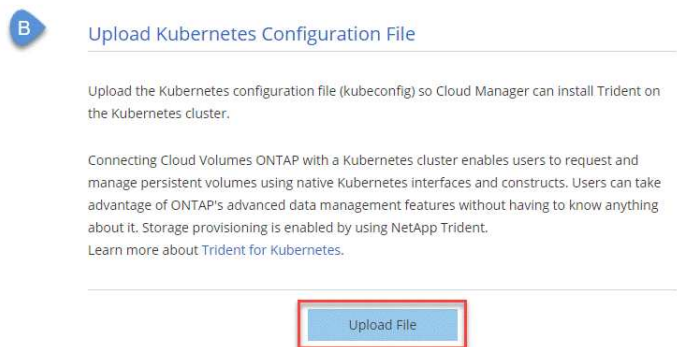 B
Upload Kubernetes Configuration File
Upload the Kubernetes configuration file (kubeconfig) so Cloud Manager can install Trident on
the Kubernetes cluster.
Connecting Cloud Volumes ONTAP with a Kubernetes cluster enables users to request and
manage persistent volumes using native Kubernetes interfaces and constructs. Users can take
advantage of ONTAP's advanced data management features without having to know anything
about it. Storage provisioning is enabled by using NetApp Trident.
Learn more about Trident for Kubernetes.
Upload File